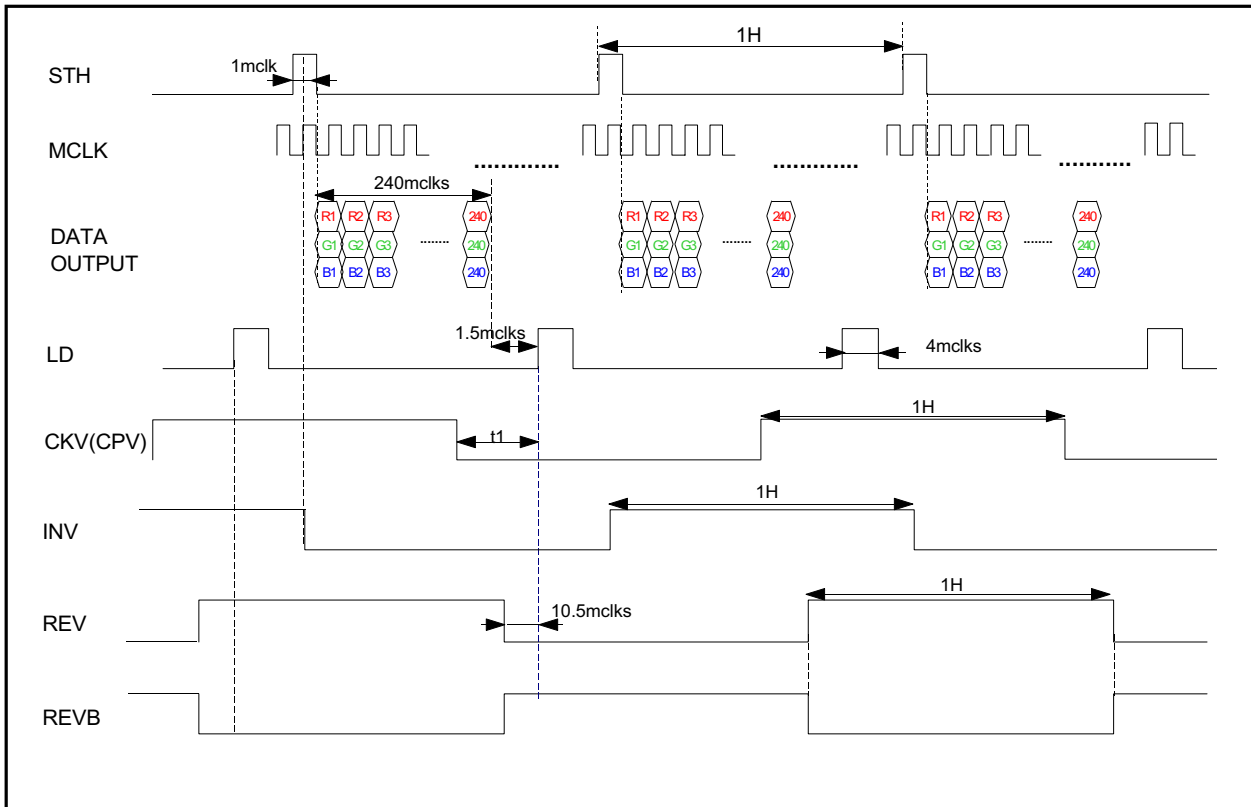 1H
STH
1mclk
MCLK
240mclks
R1 R2 R3 240 R1 R2 R3 240 R1 R2 R3 240
DATA
OUTPUT
G1 G2 G3 240 G1 G2 G3 240 G1 G2 G3 240
B1 B2 B3 240 B1 B2 B3 240 B1 B2 B3 240
1.5mclks
LD
4mclks
1H
CKV(CPV)
t1
1H
INV
1H
REV
10.5mclks
REVB